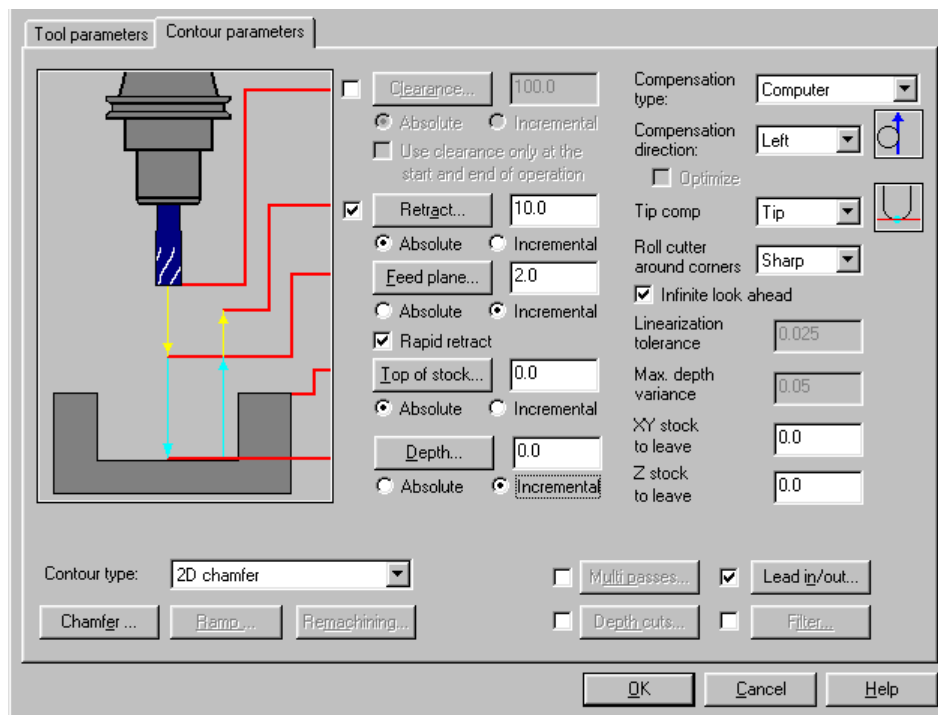 Tool parameters
Contour parameters
Clearance...
100.0
Absolute
Incremental
Use clearance only at the
start and end of operation
Retract...
10.0
Absolute
Incremental
Feed plane...
2.0
Absolute
Incremental
Rapid retract
Top of stock...
0.0
Absolute
Incremental
Depth...
0.0
Absolute
Incremental
Compensation
type:
Computer
Compensation
direction:
Left
Optimize
Tip comp
Tip
Roll cutter
around corners
Sharp
Infinite look ahead
Linearization
tolerance
0.025
Max. depth
variance
0.05
XY stock
to leave
0.0
Z stock
to leave
0.0
Contour type:
2D chamfer
Multi passes...
Lead in/out...
Chamfer ...
Ramp ...
Remachining...
Depth cuts...
Filter...
OK
Cancel
Help